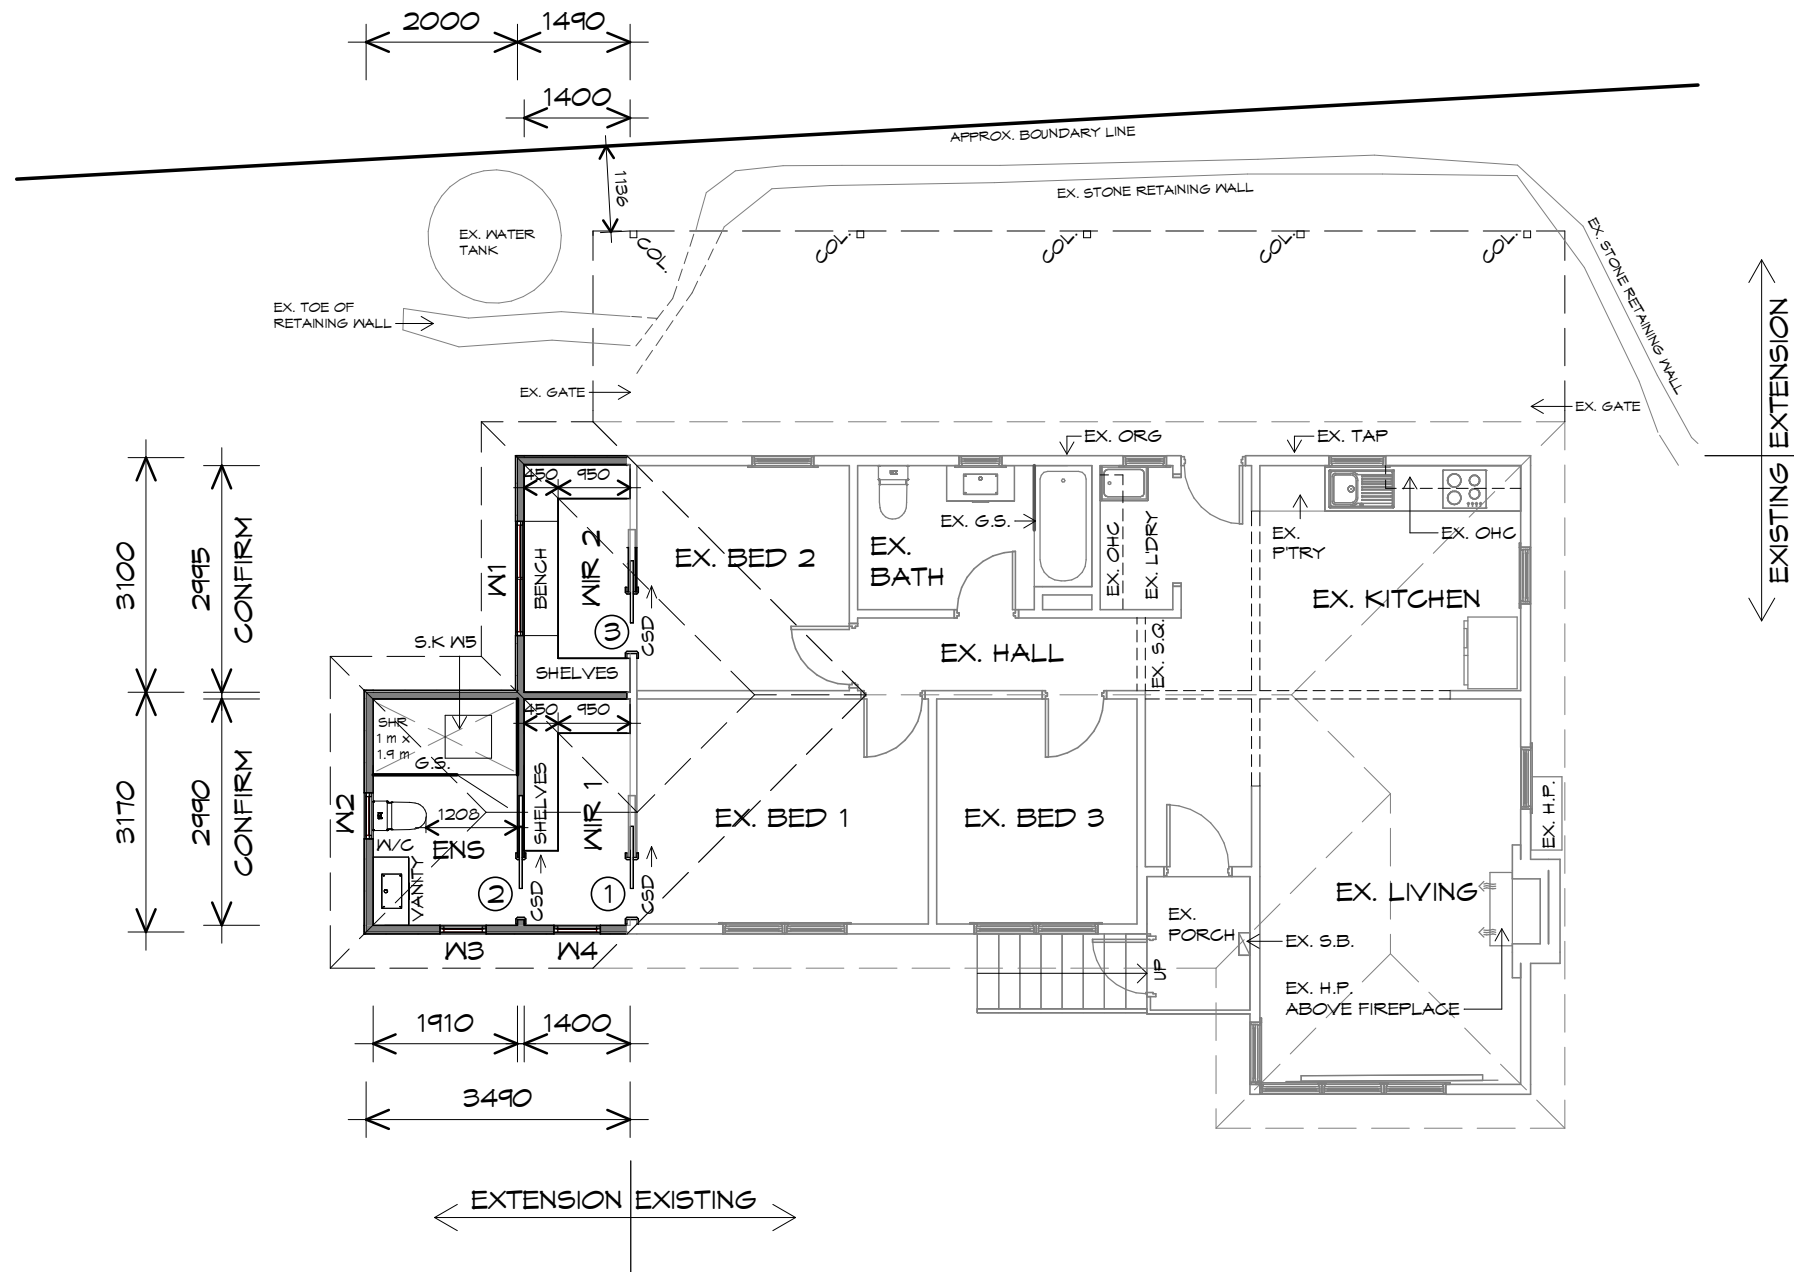 2000
1490
1400
APPROX. BOUNDARY LINE
1136
EX. STONE RETAINING WALL
EX. WATER
TANK
COL.
COL.
COL.
COL.
COL.
EX. STONE RETAINING WALL
EX. TOE OF
RETAINING WALL
EX. GATE
EX. GATE
EXISTING EXTENSION
EX. ORG
EX. TAP
450
950
EX. G.S.
EX. OHC
EX. L'DRY
EX.
P'TRY
EX. OHC
3100
2995
CONFIRM
W1
BENCH
WIR 2
EX. BED 2
EX.
BATH
EX. KITCHEN
3
CSD
S.K W5
SHELVES
EX. HALL
EX. S.Q.
450
950
SHR
1 m x
1.9 m
G.S.
3170
2990
CONFIRM
W2
1208
SHELVES
WIR 1
EX. BED 1
EX. BED 3
EX. H.P.
W/C
ENS
VANITY
2
CSD
1
CSD
EX. LIVING
EX.
PORCH
EX. S.B.
W3
W4
UP
EX. H.P.
ABOVE FIREPLACE
1910
1400
3490
EXTENSION EXISTING